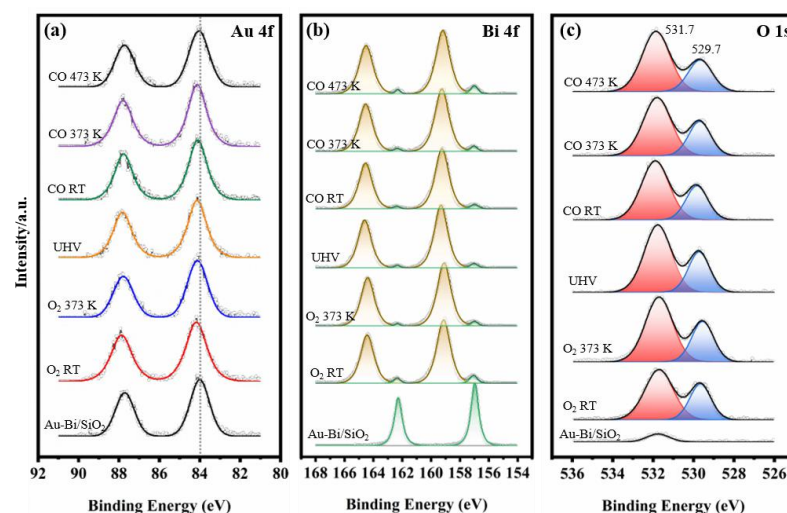 (a) Au 4f
CO 473 K
CO 373 K
CO RT
UHV
O₂ 373 K
O₂ RT
Au-Bi/SiO₂
92 90 88 86 84 82 80
Binding Energy (eV)
Intensity/a.u.
(b) Bi 4f
CO 473 K
CO 373 K
CO RT
UHV
O₂ 373 K
O₂ RT
Au-Bi/SiO₂
168 166 164 162 160 158 156 154
Binding Energy (eV)
(c) O 1s
531.7
529.7
CO 473 K
CO 373 K
CO RT
UHV
O₂ 373 K
O₂ RT
Au-Bi/SiO₂
536 534 532 530 528 526
Binding Energy (eV)